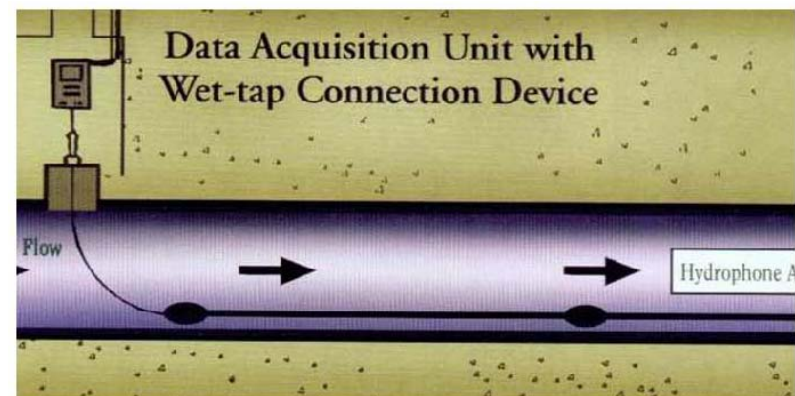 Data Acquisition Unit with
Wet-tap Connection Device
Flow
Hydrophone A